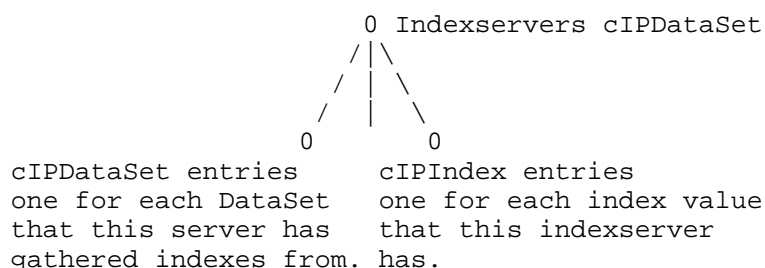 0 Indexservers cIPDataSet
/|\
/ | \
/ | \
0 0
cIPDataSet entries cIPIndex entries
one for each DataSet one for each index value
that this server has that this indexserver
gathered indexes from. has.